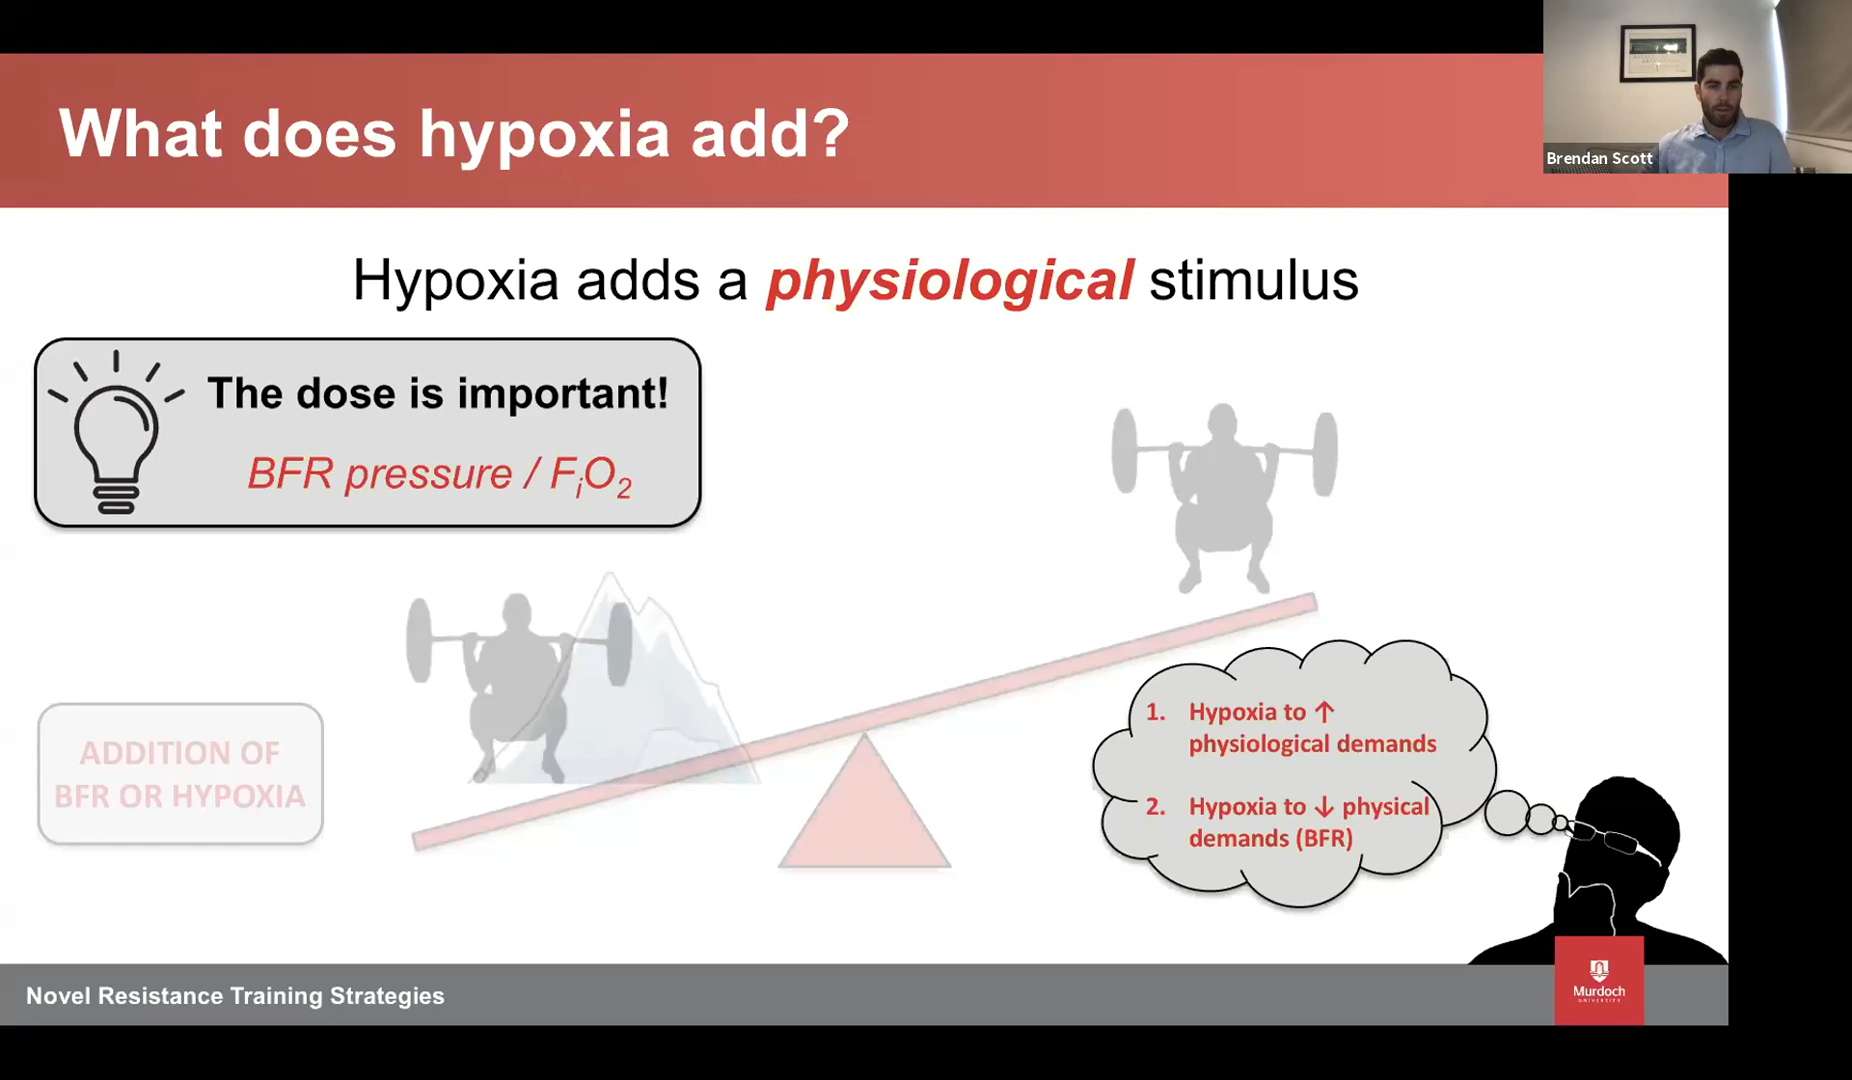 What does hypoxia add?
Brendan Scott
Hypoxia adds a physiological stimulus
The dose is important!
BFR pressure / FiO2
ADDITION OF
BFR OR HYPOXIA
1. Hypoxia to ↑
physiological demands
2. Hypoxia to ↓ physical
demands (BFR)
Novel Resistance Training Strategies
Murdoch
UNIVERSITY